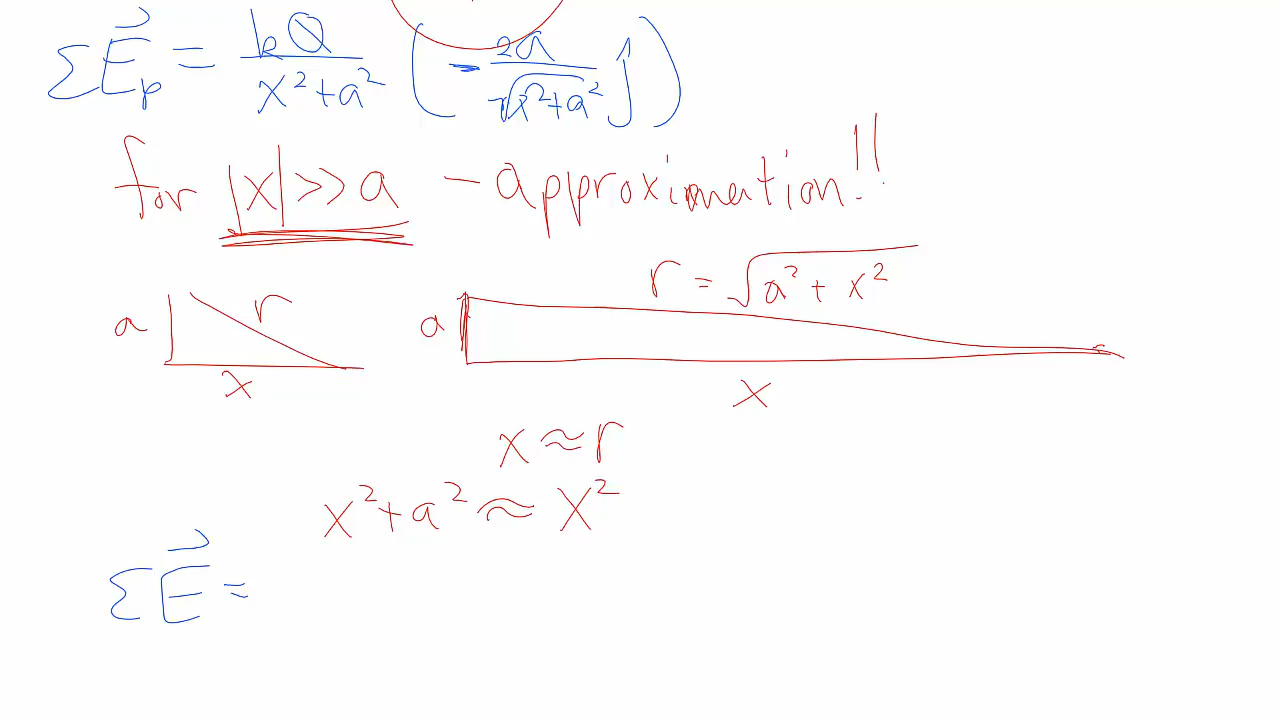 ΣE⃗p = kQ / (x² + a²) ( - 2a / √(x² + a²) ĵ )
for |x| >> a - approximation!!
r = √(a² + x²)
a r a
x x
x ≈ r
x² + a² ≈ x²
ΣE⃗ =